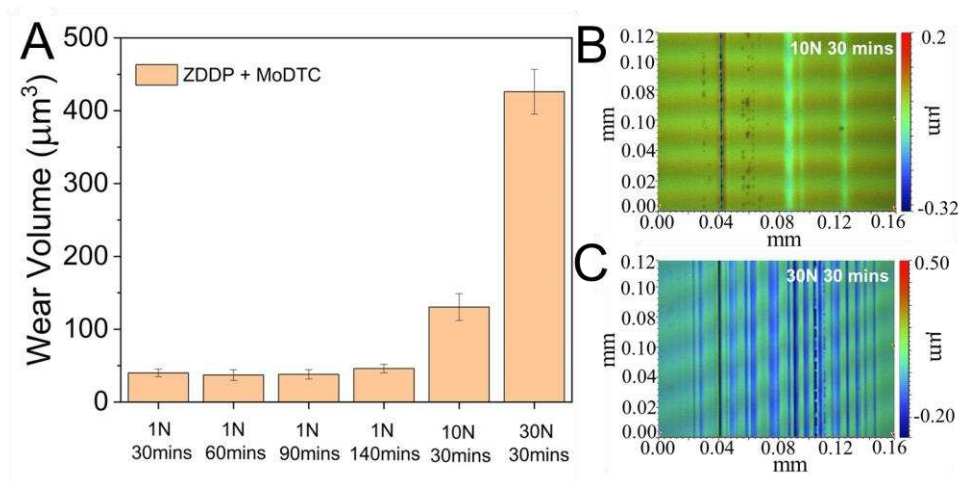 A
500
400
300
200
100
0
Wear Volume (μm³)
ZDDP + MoDTC
1N 1N 1N 1N 10N 30N
30mins 60mins 90mins 140mins 30mins 30mins
B
10N 30 mins
0.12
0.10
0.08
0.10
0.04
0.02
0.00
mm
0.00 0.04 0.08 0.12 0.16
mm
0.2
μm
-0.32
C
30N 30 mins
0.12
0.10
0.08
0.10
0.04
0.02
0.00
mm
0.00 0.04 0.08 0.12 0.16
mm
0.50
μm
-0.20